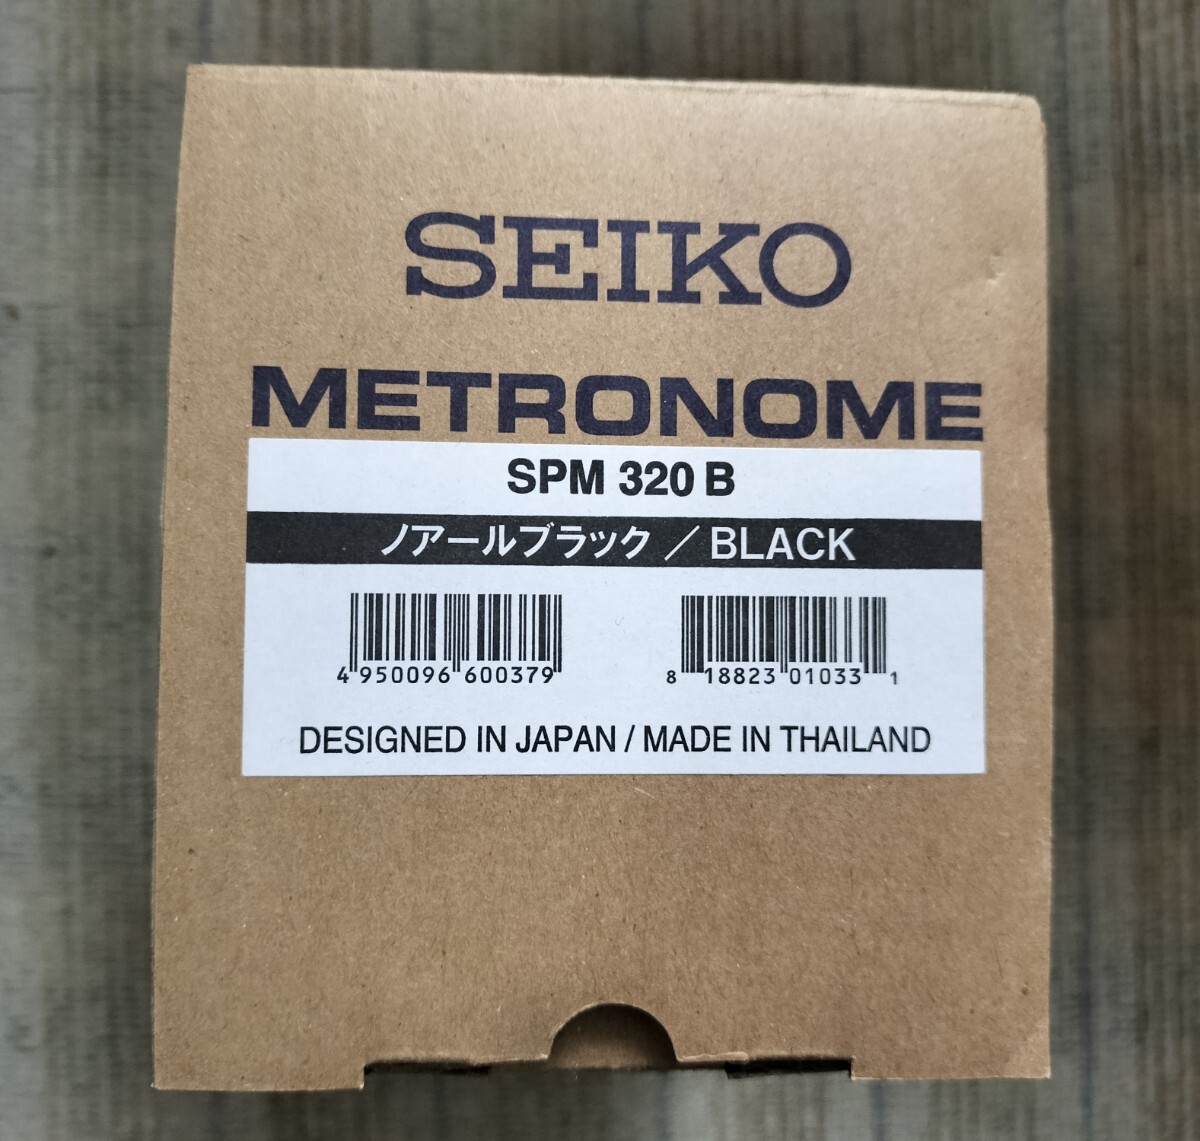 SEIKO
METRONOME
SPM 320 B
ノアールブラック／BLACK
4 950096 600379
8 18823 01033 1
DESIGNED IN JAPAN / MADE IN THAILAND